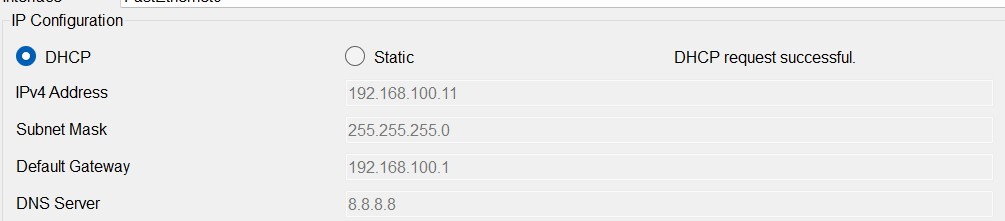 IP Configuration
DHCP Static DHCP request successful.
IPv4 Address 192.168.100.11
Subnet Mask 255.255.255.0
Default Gateway 192.168.100.1
DNS Server 8.8.8.8